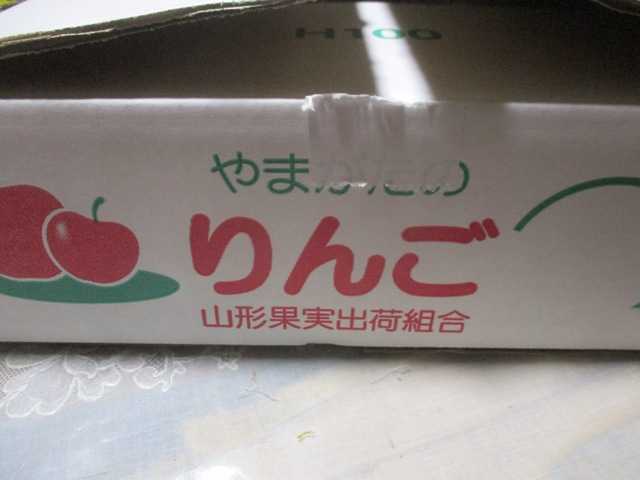 H100
やまがたの
りんご
山形果実出荷組合